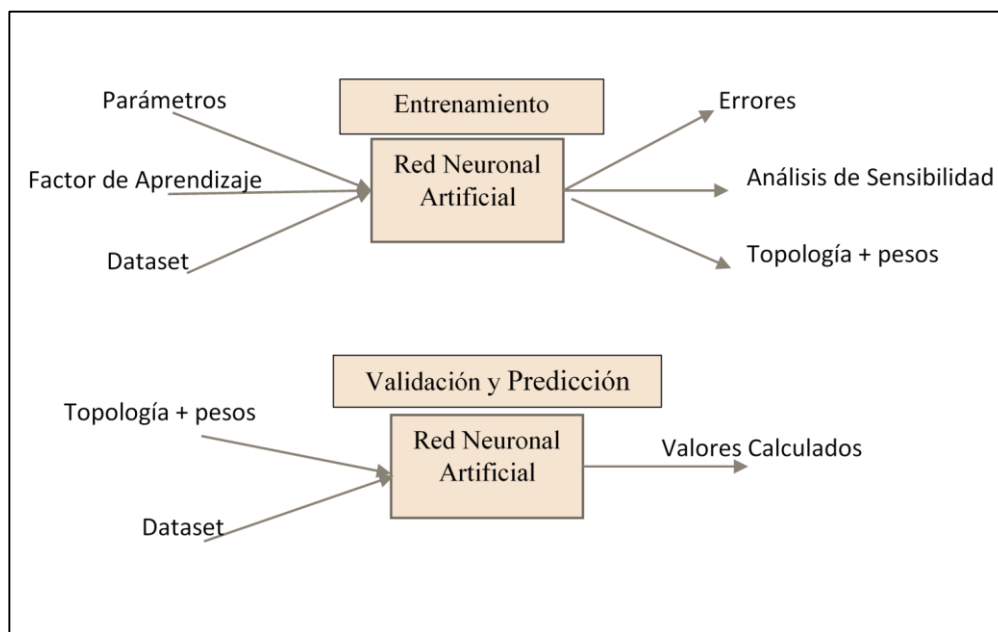 Entrenamiento
Parámetros
Factor de Aprendizaje
Dataset
Red Neuronal
Artificial
Errores
Análisis de Sensibilidad
Topología + pesos
Validación y Predicción
Topología + pesos
Dataset
Red Neuronal
Artificial
Valores Calculados